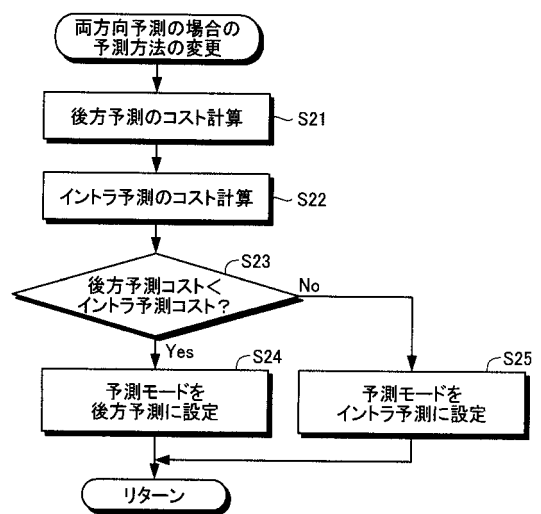 両方向予測の場合の
予測方法の変更
後方予測のコスト計算
S21
イントラ予測のコスト計算
S22
S23
後方予測コスト<
イントラ予測コスト?
No
Yes
S24
予測モードを
後方予測に設定
S25
予測モードを
イントラ予測に設定
リターン